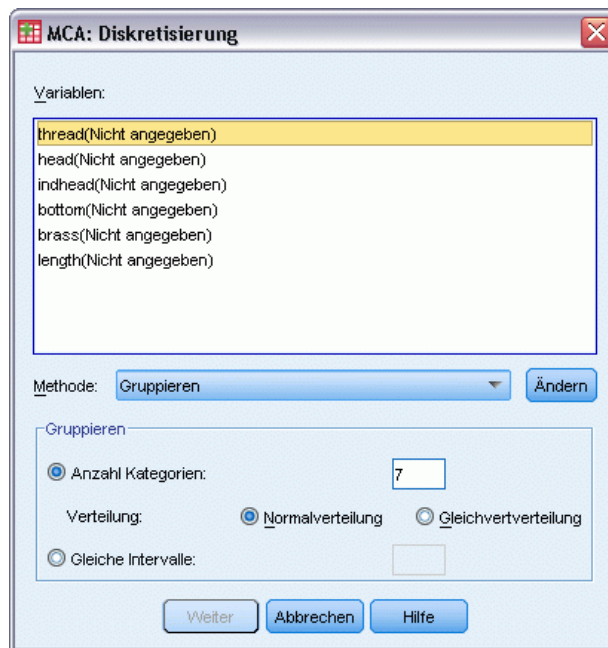 MCA: Diskretisierung
Variablen:
thread(Nicht angegeben)
head(Nicht angegeben)
indhead(Nicht angegeben)
bottom(Nicht angegeben)
brass(Nicht angegeben)
length(Nicht angegeben)
Methode: Gruppieren Ändern
Gruppieren
Anzahl Kategorien: 7
Verteilung: Normalverteilung Gleichvertverteilung
Gleiche Intervalle:
Weiter Abbrechen Hilfe